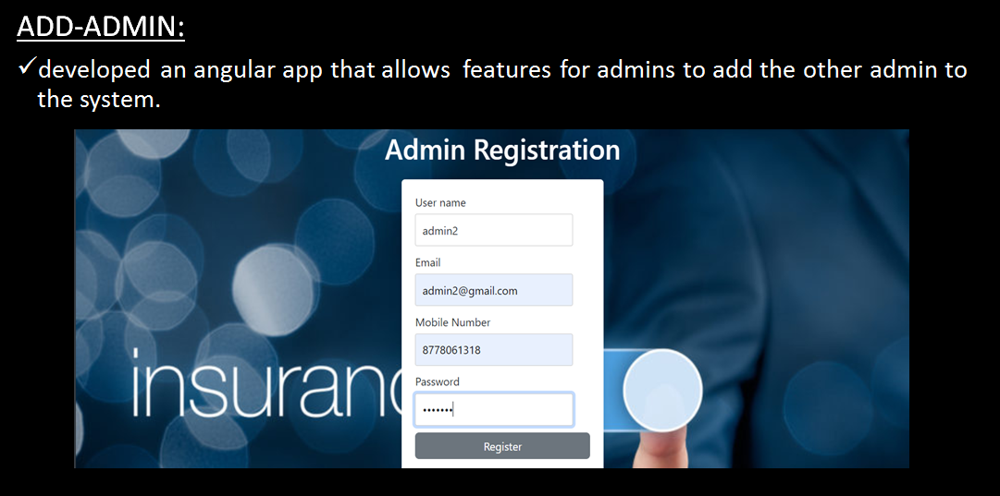 ADD-ADMIN:
✓developed an angular app that allows features for admins to add the other admin to
the system.
Admin Registration
User name
admin2
Email
admin2@gmail.com
Mobile Number
8778061318
Password
•••••••
Register
insuranc